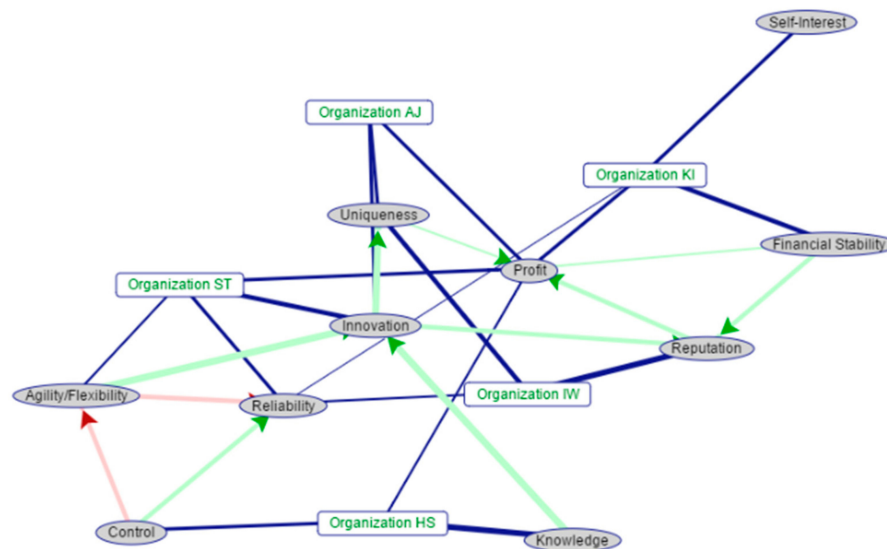 Self-Interest
Organization AJ
Organization KI
Uniqueness
Financial Stability
Profit
Organization ST
Innovation
Reputation
Agility/Flexibility
Organization IW
Reliability
Organization HS
Control
Knowledge